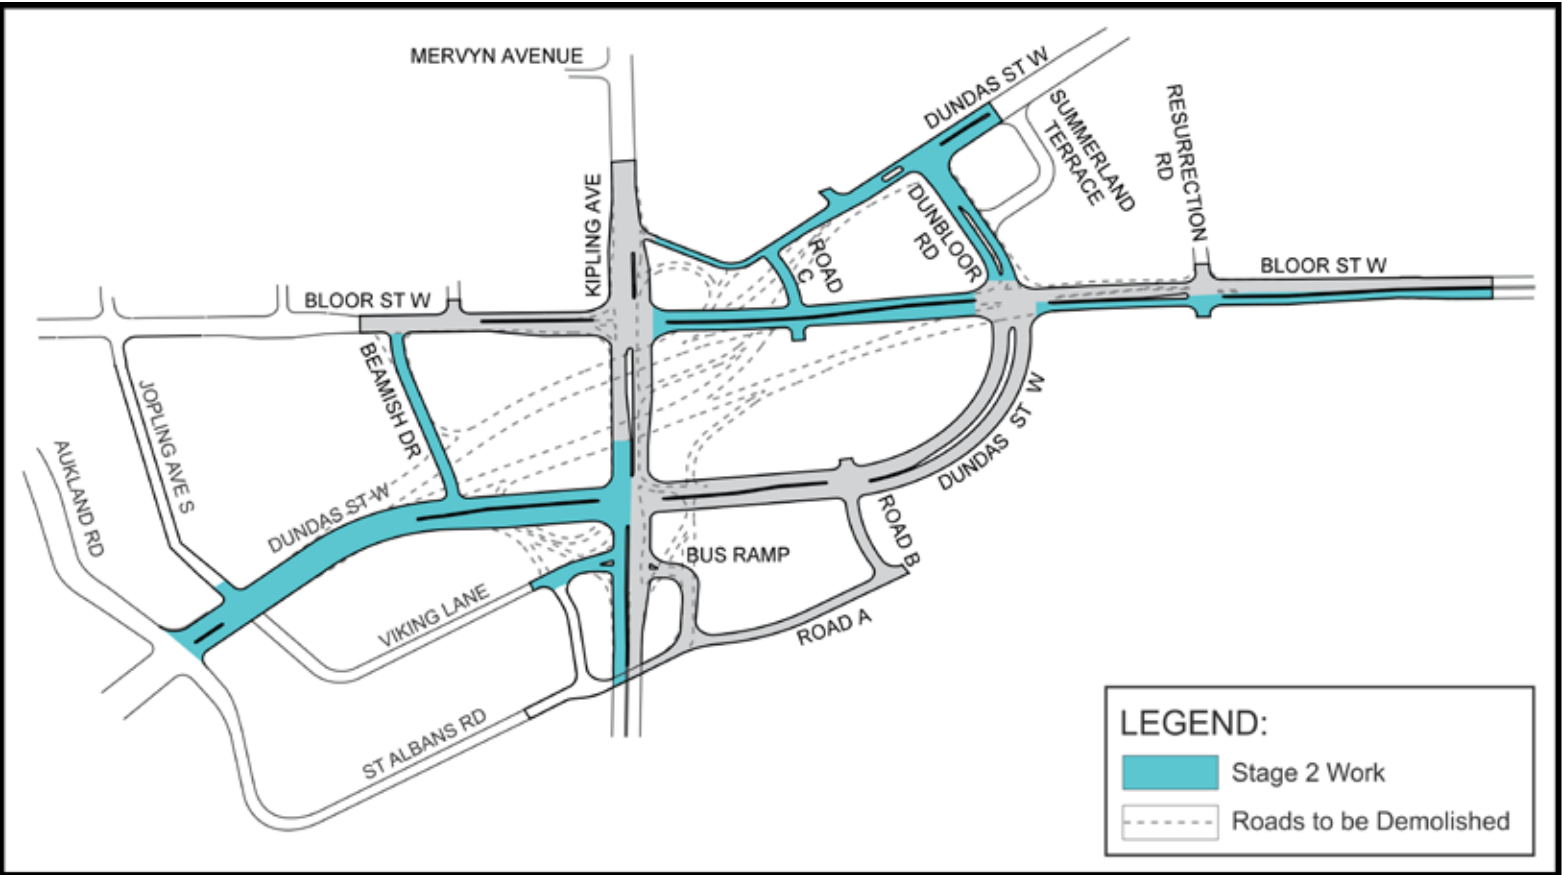 MERVYN AVENUE
DUNDAS ST W
SUMMERLAND
TERRACE
RESURRECTION
RD
KIPLING AVE
DUNBLOOR
RD
ROAD
C
BLOOR ST W
BLOOR ST W
BEAMISH DR
JOPLING AVE S
AUKLAND RD
DUNDAS ST W
DUNDAS ST W
ROAD B
BUS RAMP
VIKING LANE
ROAD A
ST ALBANS RD
LEGEND:
Stage 2 Work
Roads to be Demolished